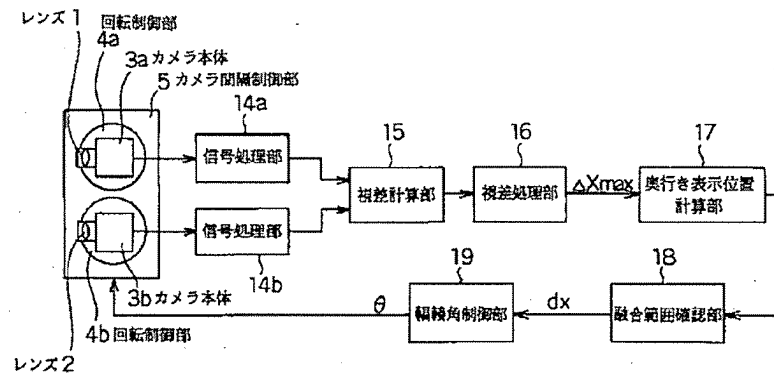 レンズ1
回転制御部
4a
3aカメラ本体
5 カメラ間隔制御部
14a
信号処理部
15
視差計算部
16
視差処理部
ΔXmax
17
奥行き表示位置
計算部
信号処理部
14b
3bカメラ本体
4b回転制御部
レンズ2
θ
19
輻輳角制御部
dx
18
融合範囲確認部